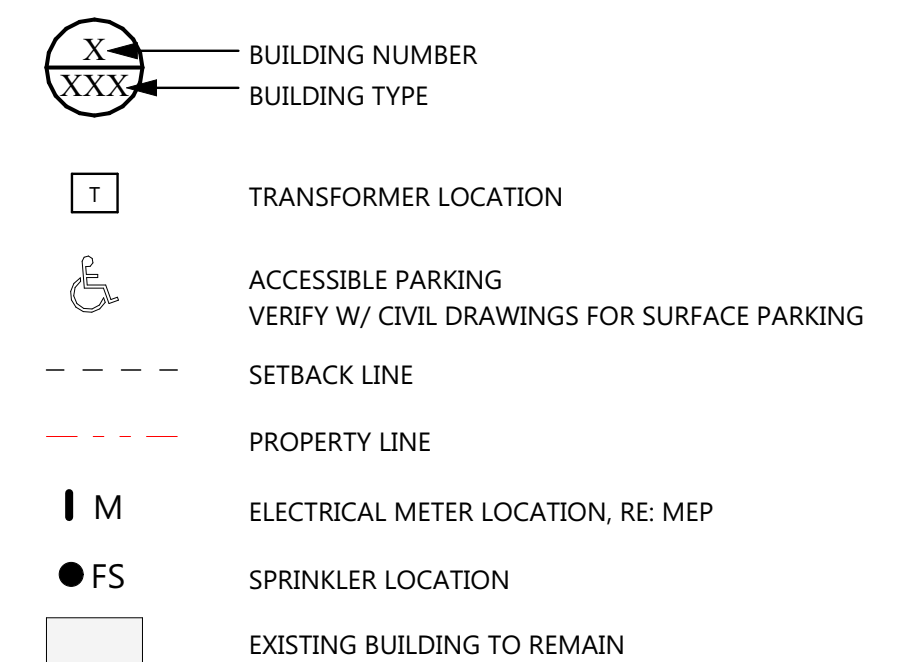 X BUILDING NUMBER
XXX BUILDING TYPE
T TRANSFORMER LOCATION
ACCESSIBLE PARKING
VERIFY W/ CIVIL DRAWINGS FOR SURFACE PARKING
SETBACK LINE
PROPERTY LINE
M ELECTRICAL METER LOCATION, RE: MEP
FS SPRINKLER LOCATION
EXISTING BUILDING TO REMAIN